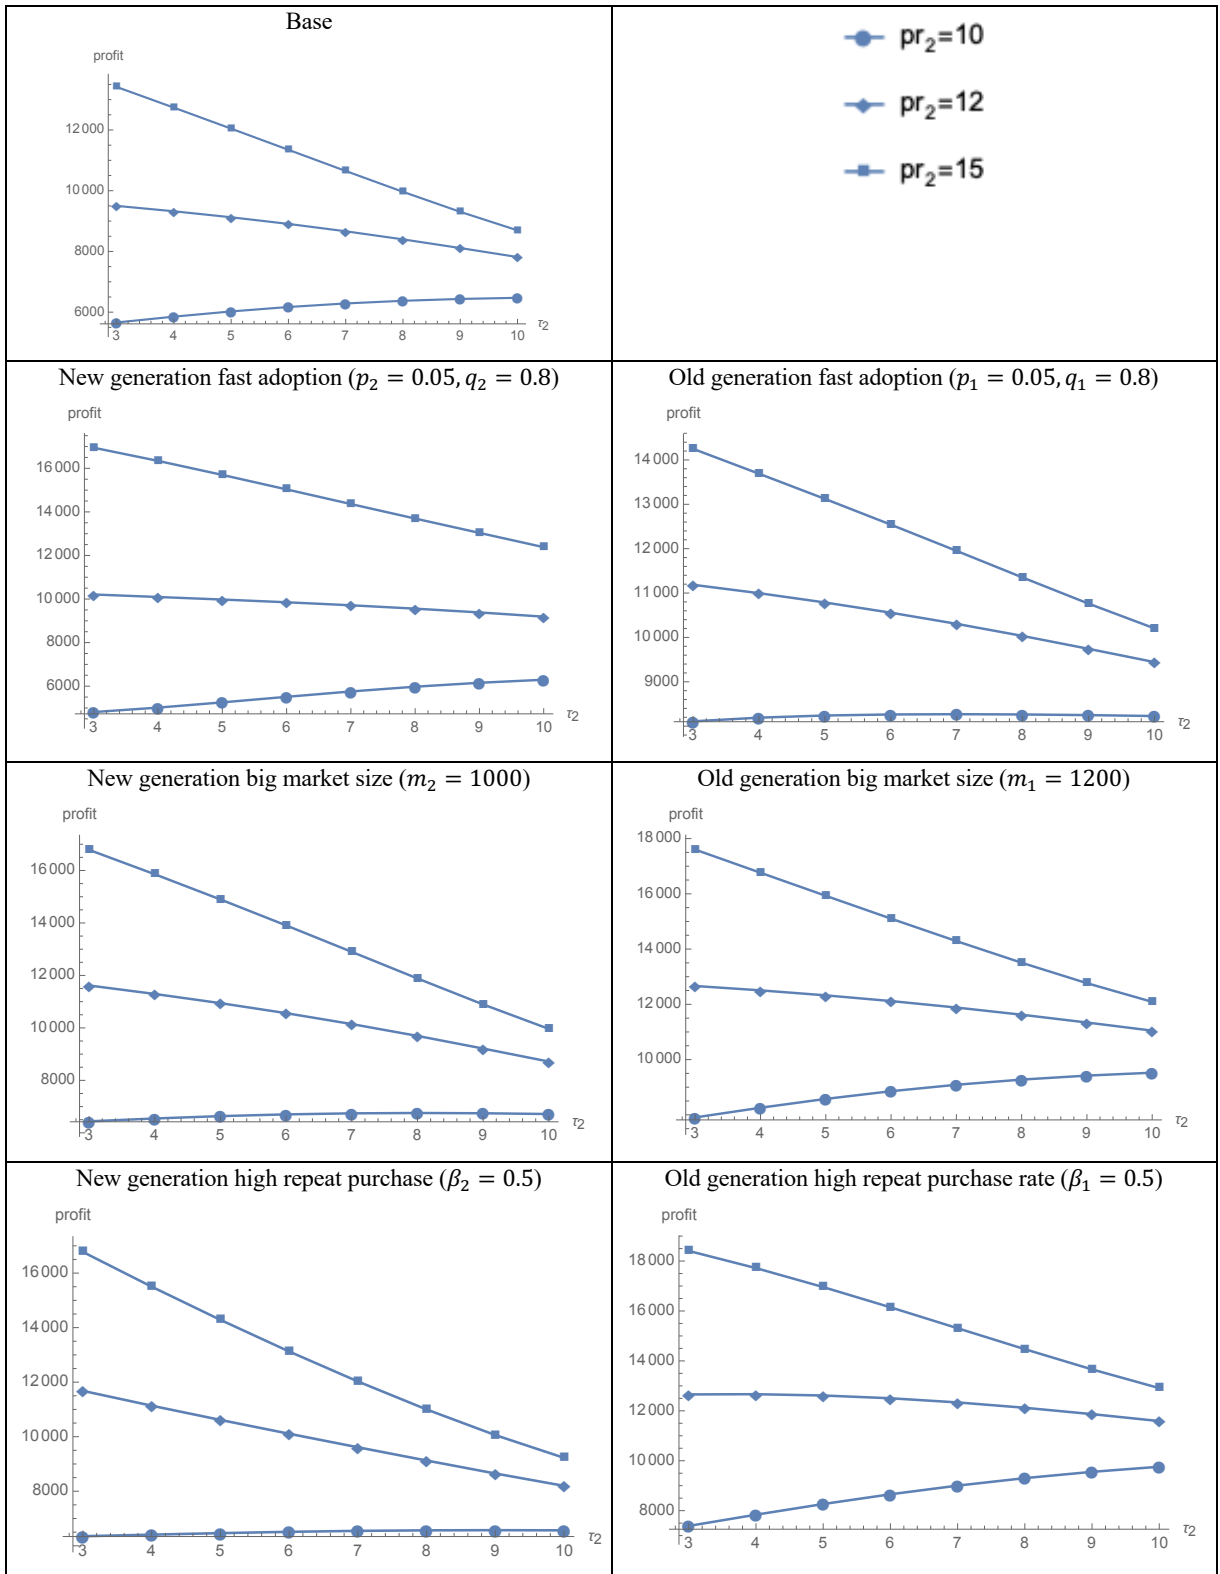 Base
profit
12000
10000
8000
6000
3 4 5 6 7 8 9 10
τ2
pr2=10
pr2=12
pr2=15
New generation fast adoption (p2 = 0.05, q2 = 0.8)
profit
16000
14000
12000
10000
8000
6000
3 4 5 6 7 8 9 10
τ2
Old generation fast adoption (p1 = 0.05, q1 = 0.8)
profit
14000
13000
12000
11000
10000
9000
3 4 5 6 7 8 9 10
τ2
New generation big market size (m2 = 1000)
profit
16000
14000
12000
10000
8000
3 4 5 6 7 8 9 10
τ2
Old generation big market size (m1 = 1200)
profit
18000
16000
14000
12000
10000
3 4 5 6 7 8 9 10
τ2
New generation high repeat purchase (β2 = 0.5)
profit
16000
14000
12000
10000
8000
3 4 5 6 7 8 9 10
τ2
Old generation high repeat purchase rate (β1 = 0.5)
profit
18000
16000
14000
12000
10000
8000
3 4 5 6 7 8 9 10
τ2